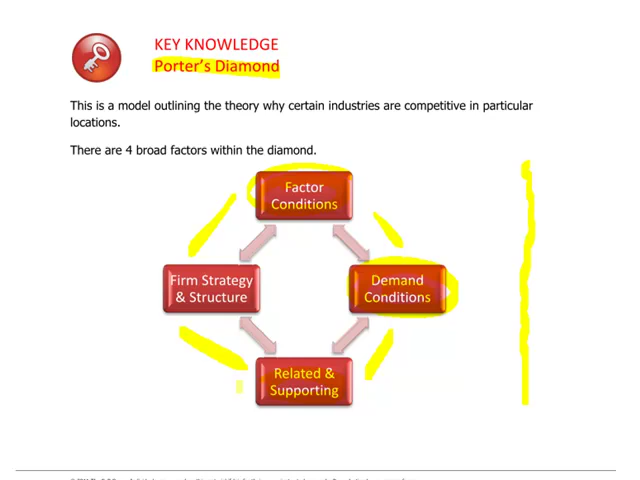 KEY KNOWLEDGE
Porter's Diamond
This is a model outlining the theory why certain industries are competitive in particular
locations.
There are 4 broad factors within the diamond.
Factor
Conditions
Firm Strategy
& Structure
Demand
Conditions
Related &
Supporting